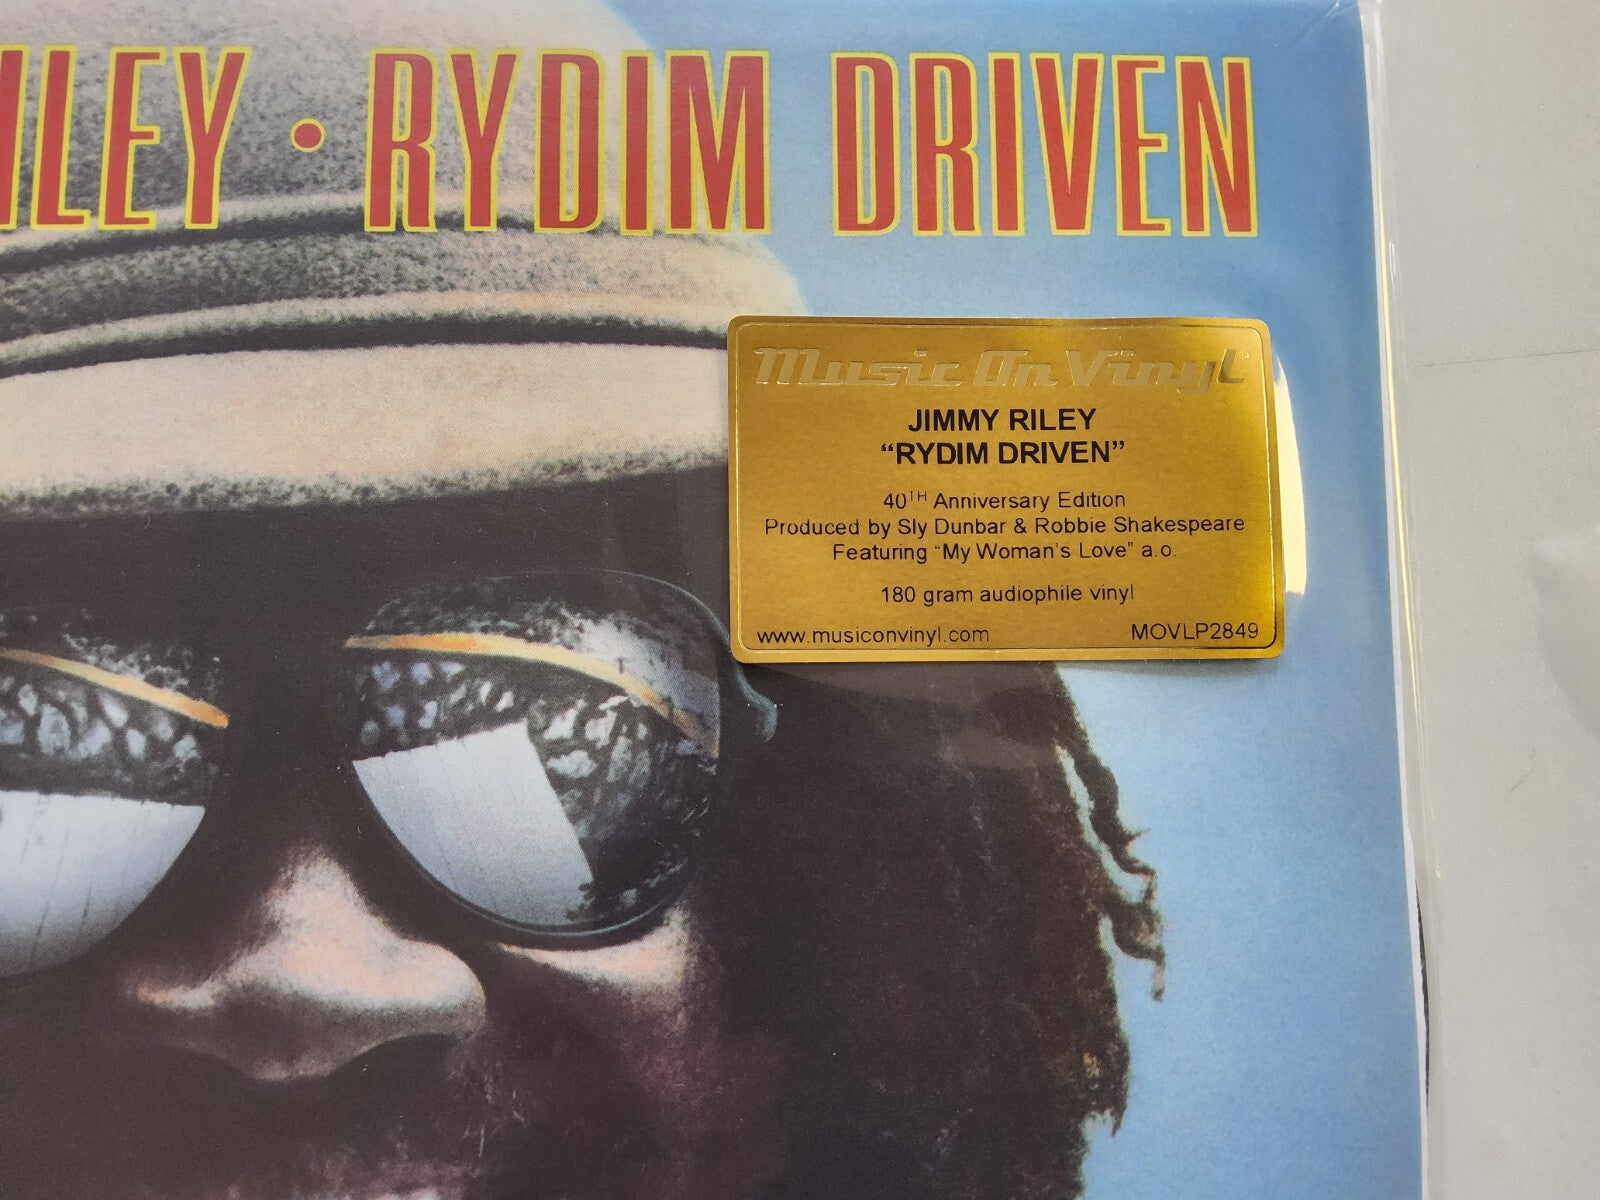 ILEY • RYDIM DRIVEN
Music On Vinyl
JIMMY RILEY
“RYDIM DRIVEN”
40TH Anniversary Edition
Produced by Sly Dunbar & Robbie Shakespeare
Featuring “My Woman's Love” a.o.
180 gram audiophile vinyl
www.musiconvinyl.com MOVLP2849